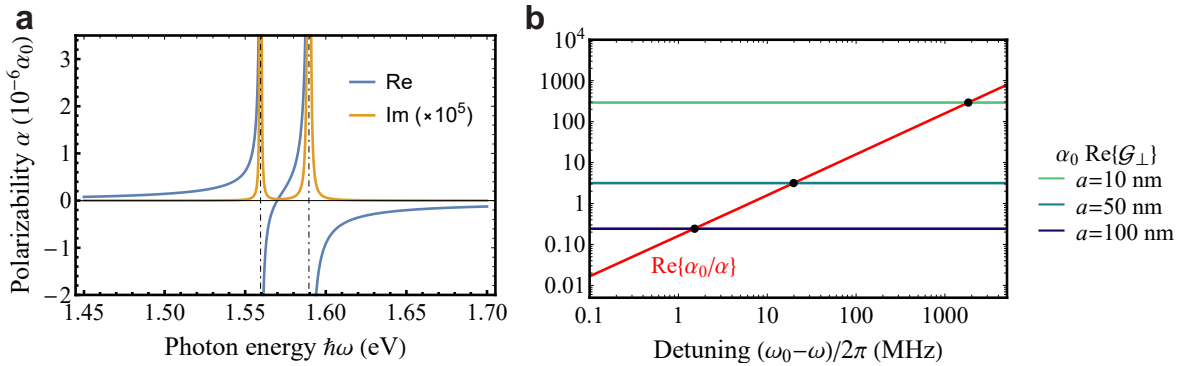 a
Polarizability α (10⁻⁶α₀)
3
2
1
0
−1
−2
Re
Im (×10⁵)
1.45 1.50 1.55 1.60 1.65 1.70
Photon energy ℏω (eV)
b
10⁴
1000
100
10
1
0.10
0.01
Re{α₀/α}
0.1 1 10 100 1000
Detuning (ω₀−ω)/2π (MHz)
α₀ Re{𝒢⊥}
a=10 nm
a=50 nm
a=100 nm